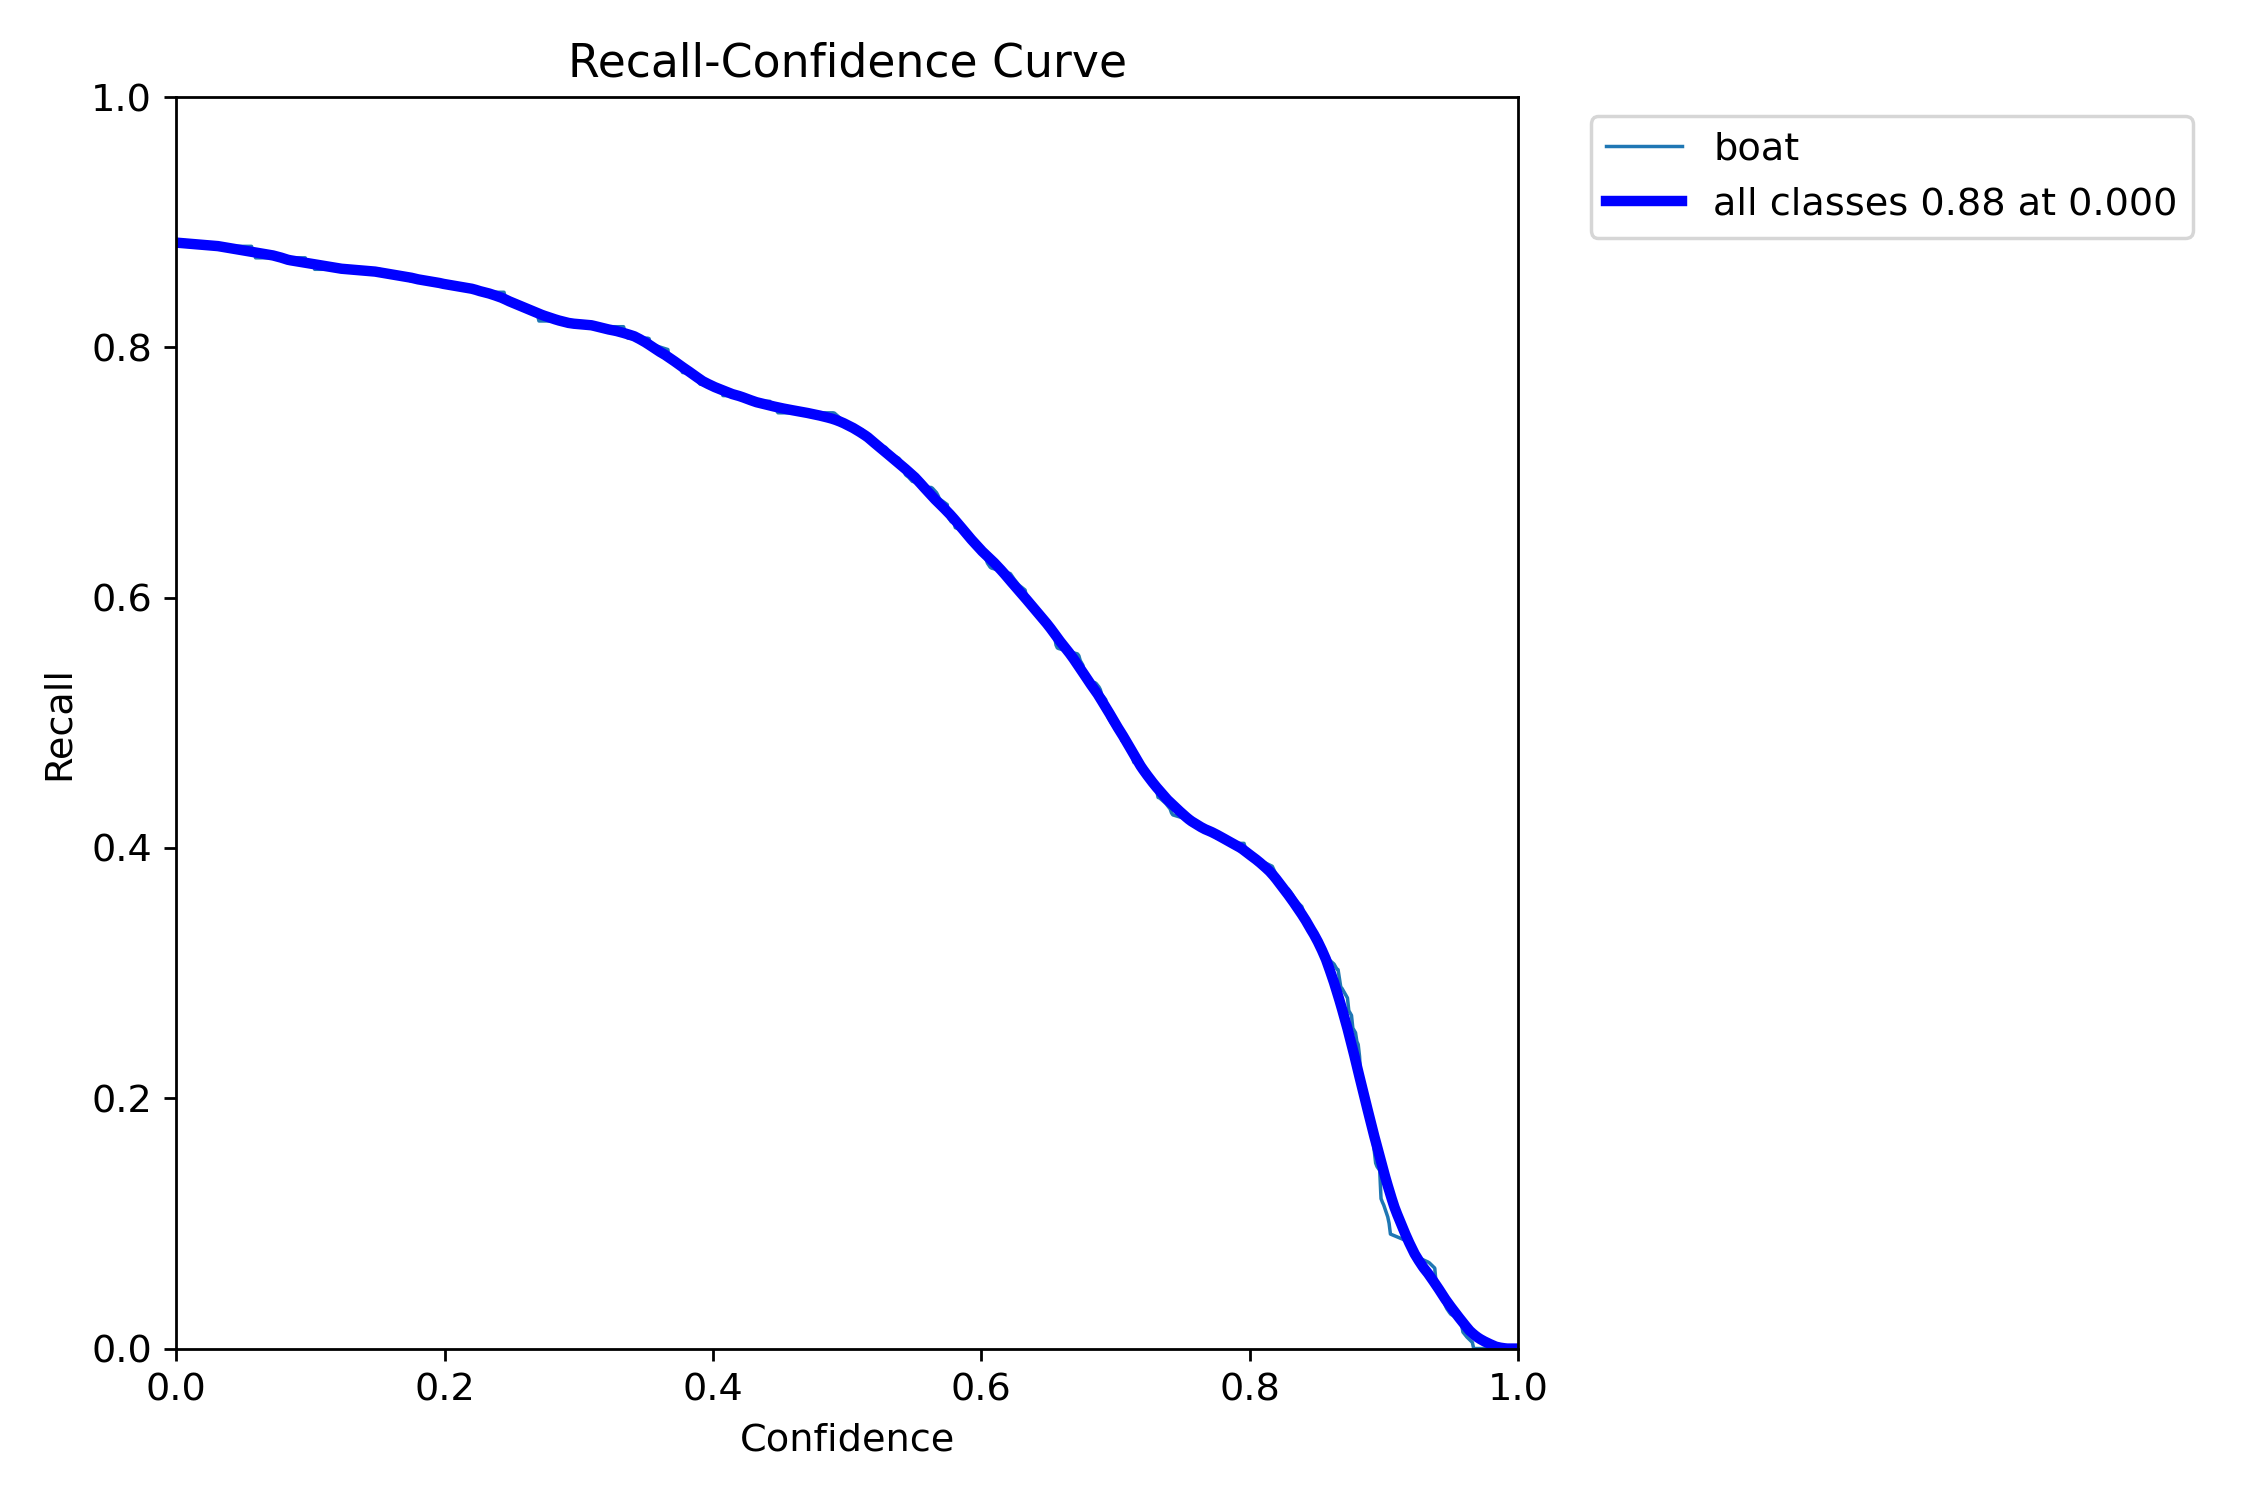 Recall-Confidence Curve
1.0
0.8
0.6
0.4
0.2
0.0
Recall
0.0 0.2 0.4 0.6 0.8 1.0
Confidence
boat
all classes 0.88 at 0.000